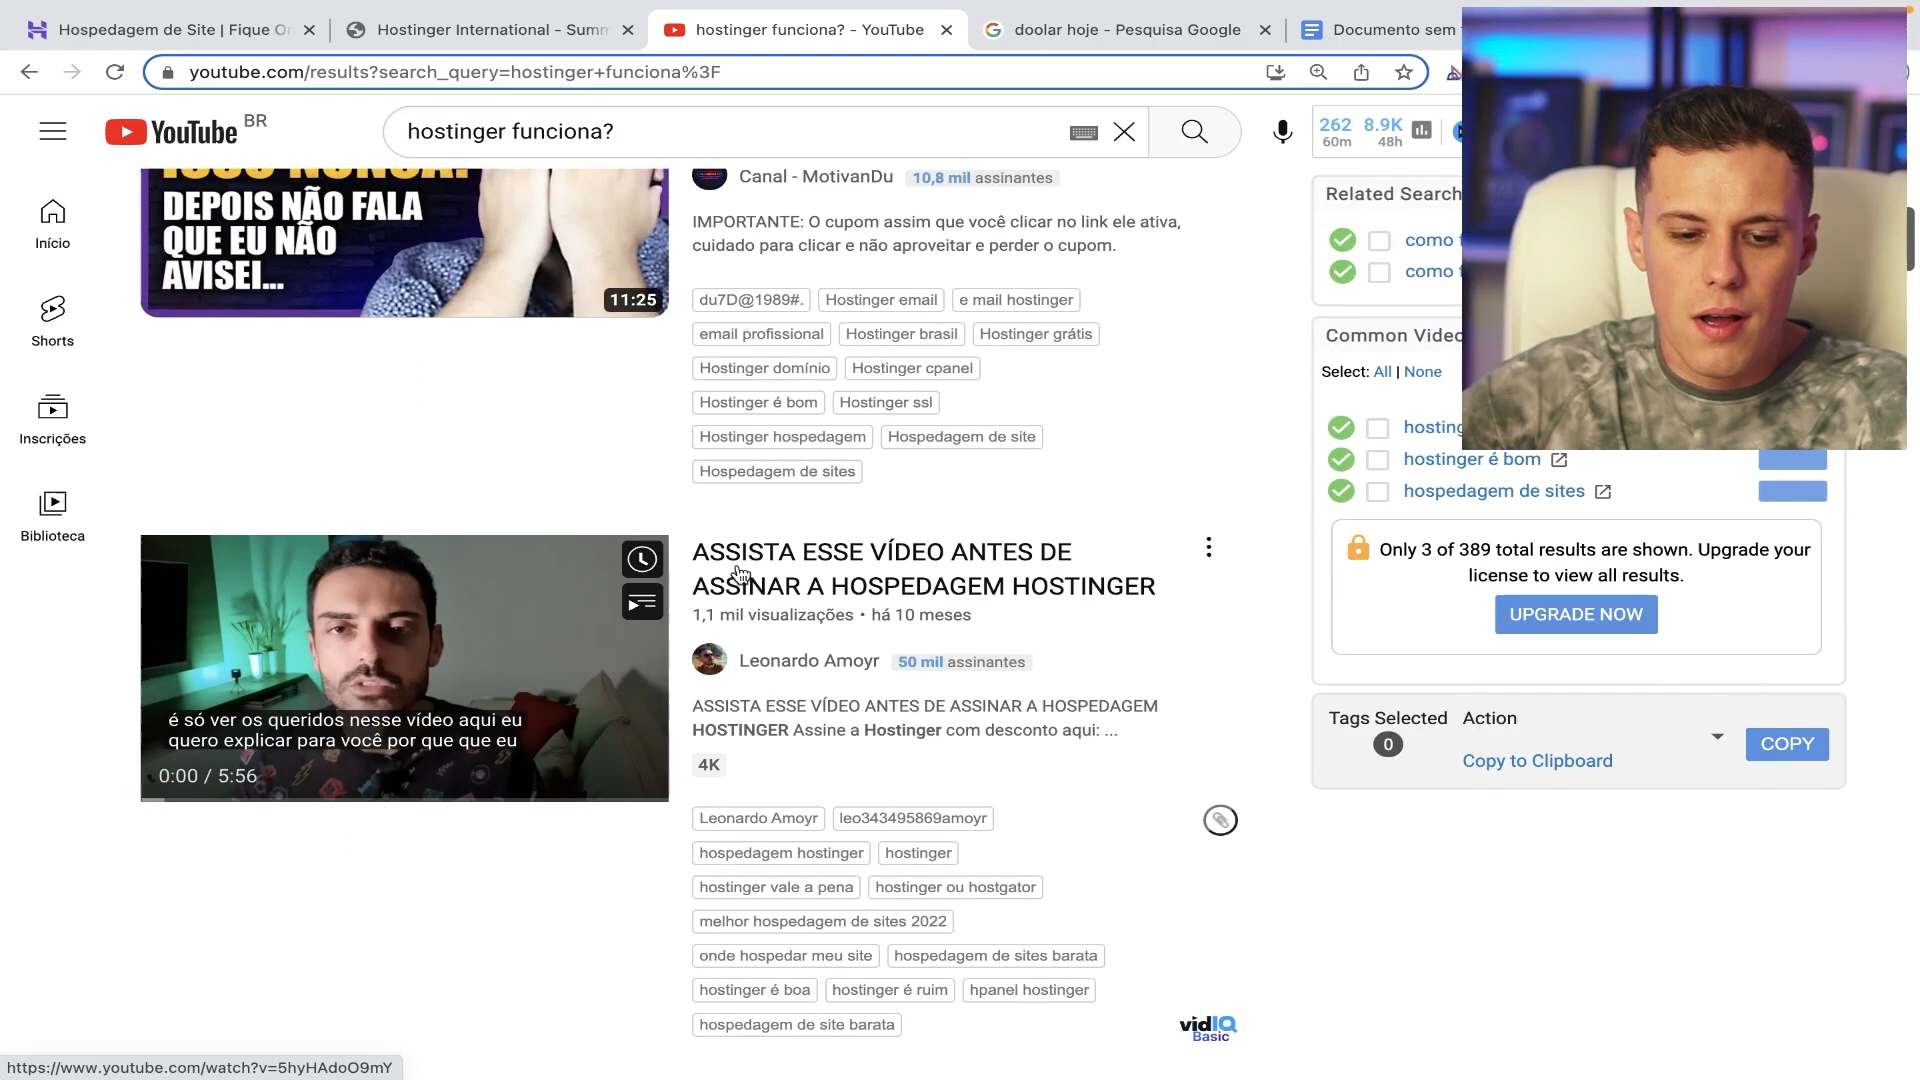 Hospedagem de Site | Fique O
Hostinger International - Summ
hostinger funciona? - YouTube
doolar hoje - Pesquisa Google
Documento sem
youtube.com/results?search_query=hostinger+funciona%3F
YouTube BR
hostinger funciona?
262 8.9K
60m 48h
Início
Shorts
Inscrições
Biblioteca
DEPOIS NÃO FALA
QUE EU NÃO
AVISEI...
11:25
Canal - MotivanDu 10,8 mil assinantes
IMPORTANTE: O cupom assim que você clicar no link ele ativa,
cuidado para clicar e não aproveitar e perder o cupom.
du7D@1989#. Hostinger email e mail hostinger
email profissional Hostinger brasil Hostinger grátis
Hostinger domínio Hostinger cpanel
Hostinger é bom Hostinger ssl
Hostinger hospedagem Hospedagem de site
Hospedagem de sites
é só ver os queridos nesse vídeo aqui eu
quero explicar para você por que que eu
0:00 / 5:56
ASSISTA ESSE VÍDEO ANTES DE
ASSINAR A HOSPEDAGEM HOSTINGER
1,1 mil visualizações • há 10 meses
Leonardo Amoyr 50 mil assinantes
ASSISTA ESSE VÍDEO ANTES DE ASSINAR A HOSPEDAGEM
HOSTINGER Assine a Hostinger com desconto aqui: ...
4K
Leonardo Amoyr leo343495869amoyr
hospedagem hostinger hostinger
hostinger vale a pena hostinger ou hostgator
melhor hospedagem de sites 2022
onde hospedar meu site hospedagem de sites barata
hostinger é boa hostinger é ruim hpanel hostinger
hospedagem de site barata
vidIQ
Basic
Related Search
como
como
Common Video
Select: All | None
hosting
hostinger é bom
hospedagem de sites
Only 3 of 389 total results are shown. Upgrade your
license to view all results.
UPGRADE NOW
Tags Selected Action
0
Copy to Clipboard
COPY
https://www.youtube.com/watch?v=5hyHAdoO9mY